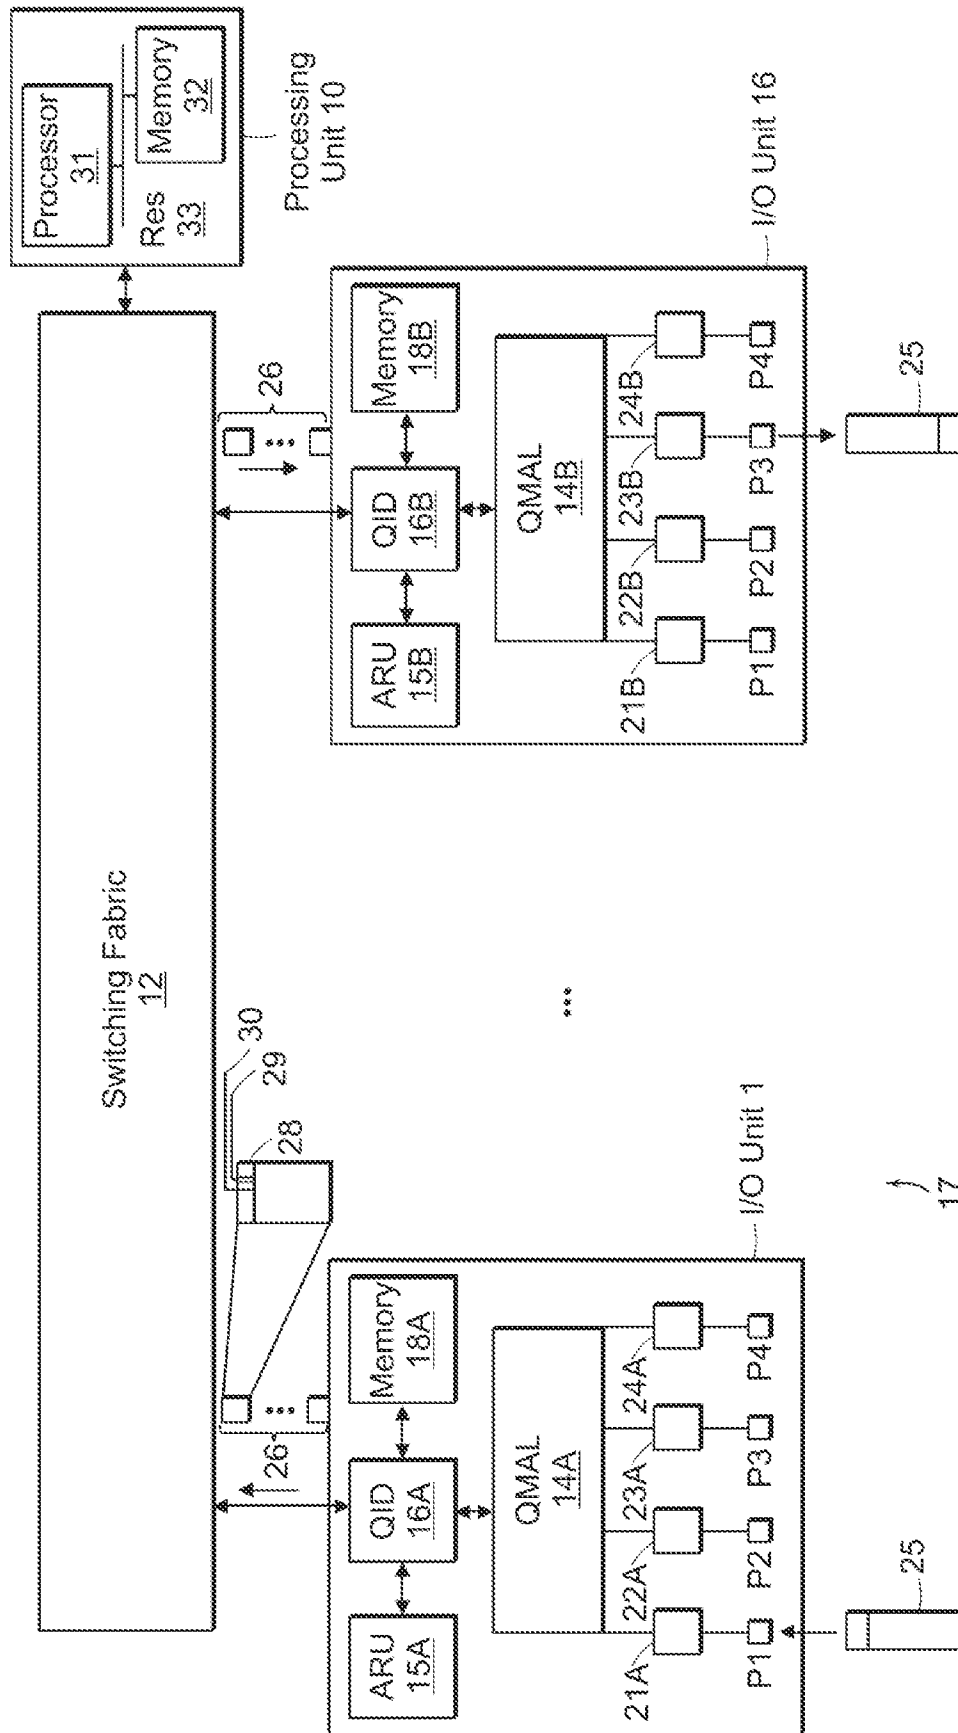 Switching Fabric
12
Processor
31
Memory
32
Res
33
Processing
Unit 10
30
29
28
26
26
ARU
15A
QID
16A
Memory
18A
QMAL
14A
21A
22A
23A
24A
P1
P2
P3
P4
I/O Unit 1
25
...
17
ARU
15B
QID
16B
Memory
18B
QMAL
14B
21B
22B
23B
24B
P1
P2
P3
P4
I/O Unit 16
25